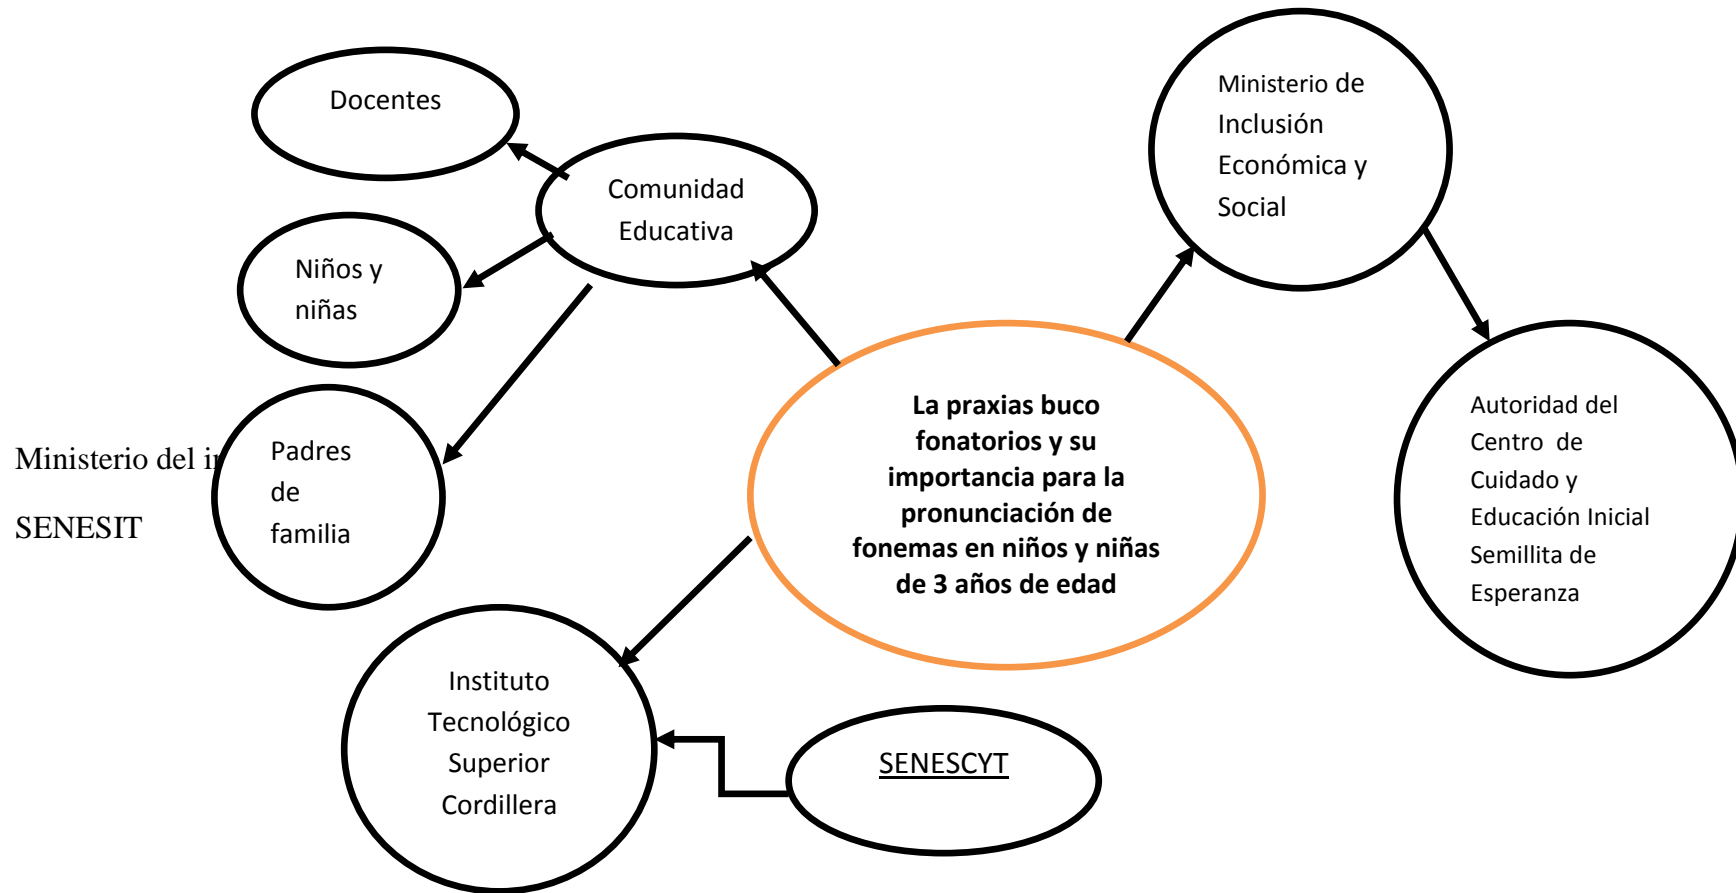 Docentes
Comunidad
Educativa
Niños y
niñas
Padres
de
familia
Ministerio del
SENESIT
Ministerio de
Inclusión
Económica y
Social
La praxias buco
fonatorios y su
importancia para la
pronunciación de
fonemas en niños y niñas
de 3 años de edad
Autoridad del
Centro de
Cuidado y
Educación Inicial
Semillita de
Esperanza
Instituto
Tecnológico
Superior
Cordillera
SENESCYT